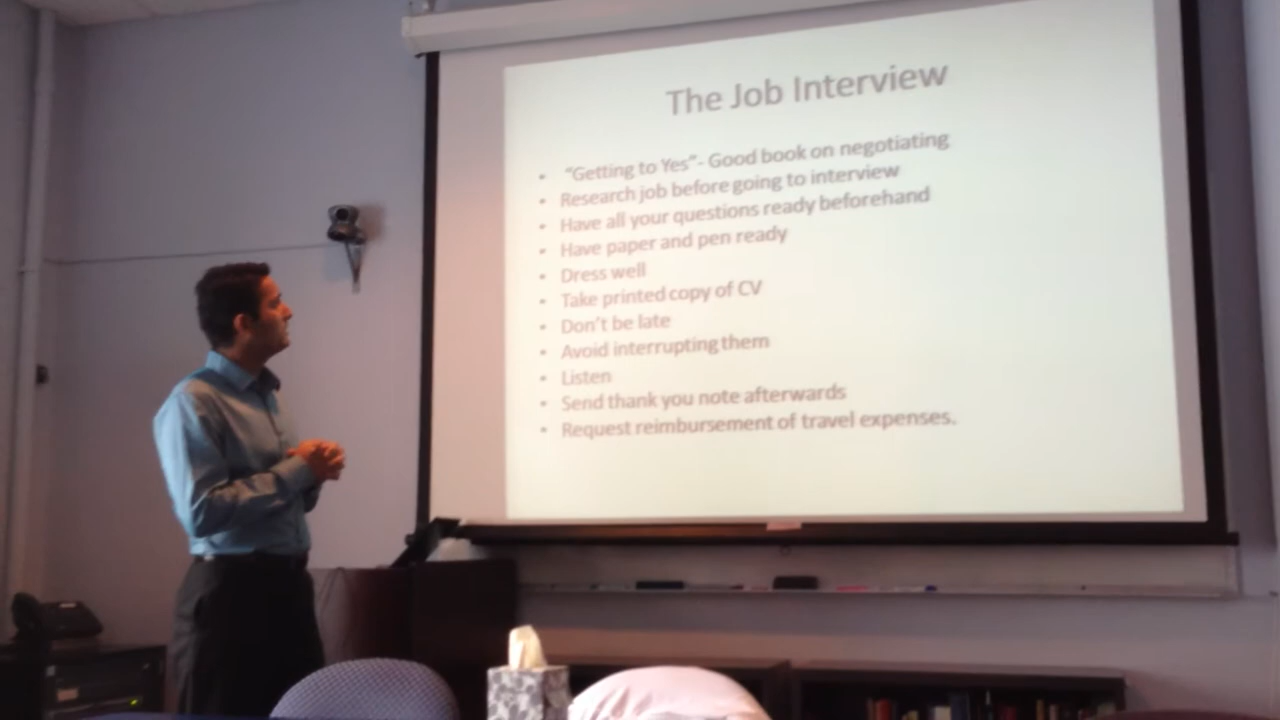 The Job Interview
• "Getting to Yes"- Good book on negotiating
• Research job before going to interview
• Have all your questions ready beforehand
• Have paper and pen ready
• Dress well
• Take printed copy of CV
• Don't be late
• Avoid interrupting them
• Listen
• Send thank you note afterwards
• Request reimbursement of travel expenses.